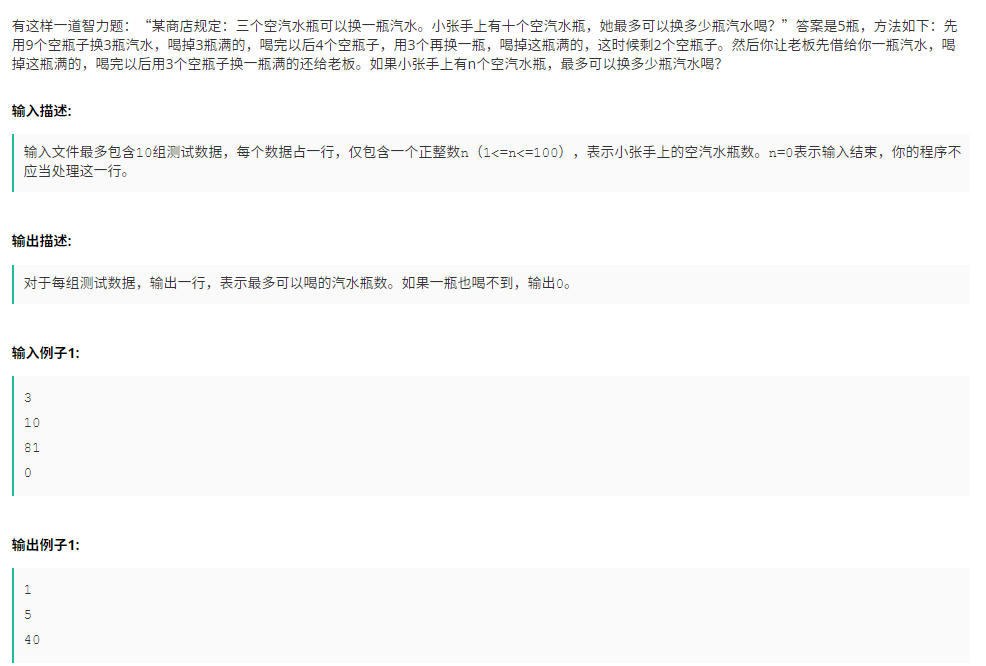 有这样一道智力题：“某商店规定：三个空汽水瓶可以换一瓶汽水。小张手上有十个空汽水瓶，她最多可以换多少瓶汽水喝？”答案是5瓶，方法如下：先
用9个空瓶子换3瓶汽水，喝掉3瓶满的，喝完以后4个空瓶子，用3个再换一瓶，喝掉这瓶满的，这时候剩2个空瓶子。然后你让老板先借给你一瓶汽水，喝
掉这瓶满的，喝完以后用3个空瓶子换一瓶满的还给老板。如果小张手上有n个空汽水瓶，最多可以换多少瓶汽水喝？
输入描述:
输入文件最多包含10组测试数据，每个数据占一行，仅包含一个正整数n（1<=n<=100），表示小张手上的空汽水瓶数。n=0表示输入结束，你的程序不
应当处理这一行。
输出描述:
对于每组测试数据，输出一行，表示最多可以喝的汽水瓶数。如果一瓶也喝不到，输出0。
输入例子1:
3
10
81
0
输出例子1:
1
5
40